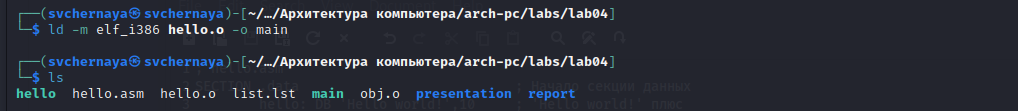 ┌──(svchernaya㉿svchernaya)-[~/…/Архитектура компьютера/arch-pc/labs/lab04]
└─$ ld -m elf_i386 hello.o -o main
┌──(svchernaya㉿svchernaya)-[~/…/Архитектура компьютера/arch-pc/labs/lab04]
└─$ ls
hello hello.asm hello.o list.lst main obj.o presentation report